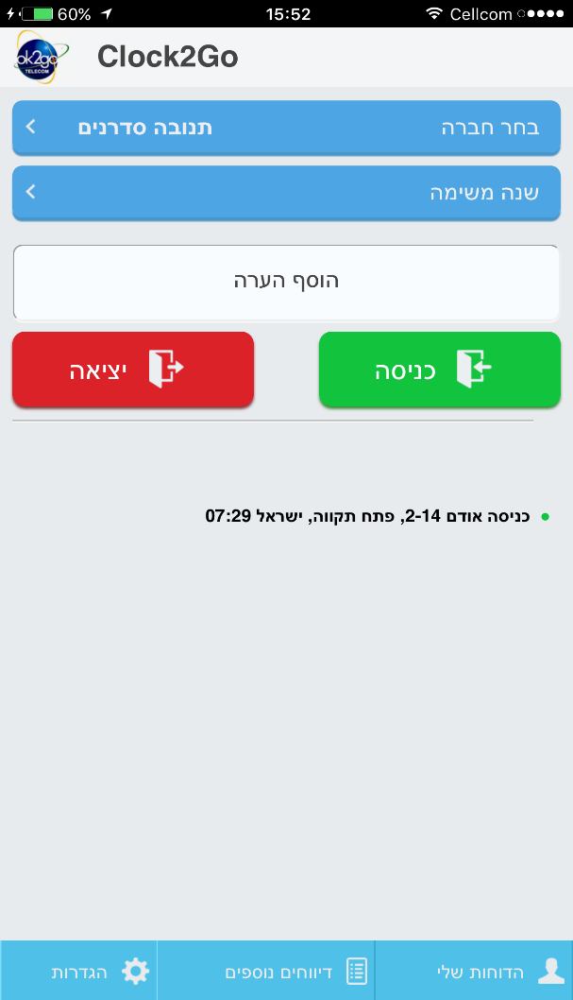 60% 15:52 Cellcom
ok2go
TELECOM
Clock2Go
בחר חברה תנובה סדרנים
שנה משימה
הוסף הערה
כניסה יציאה
כניסה אודם 2-14, פתח תקווה, ישראל 07:29
הדוחות שלי דיווחים נוספים הגדרות